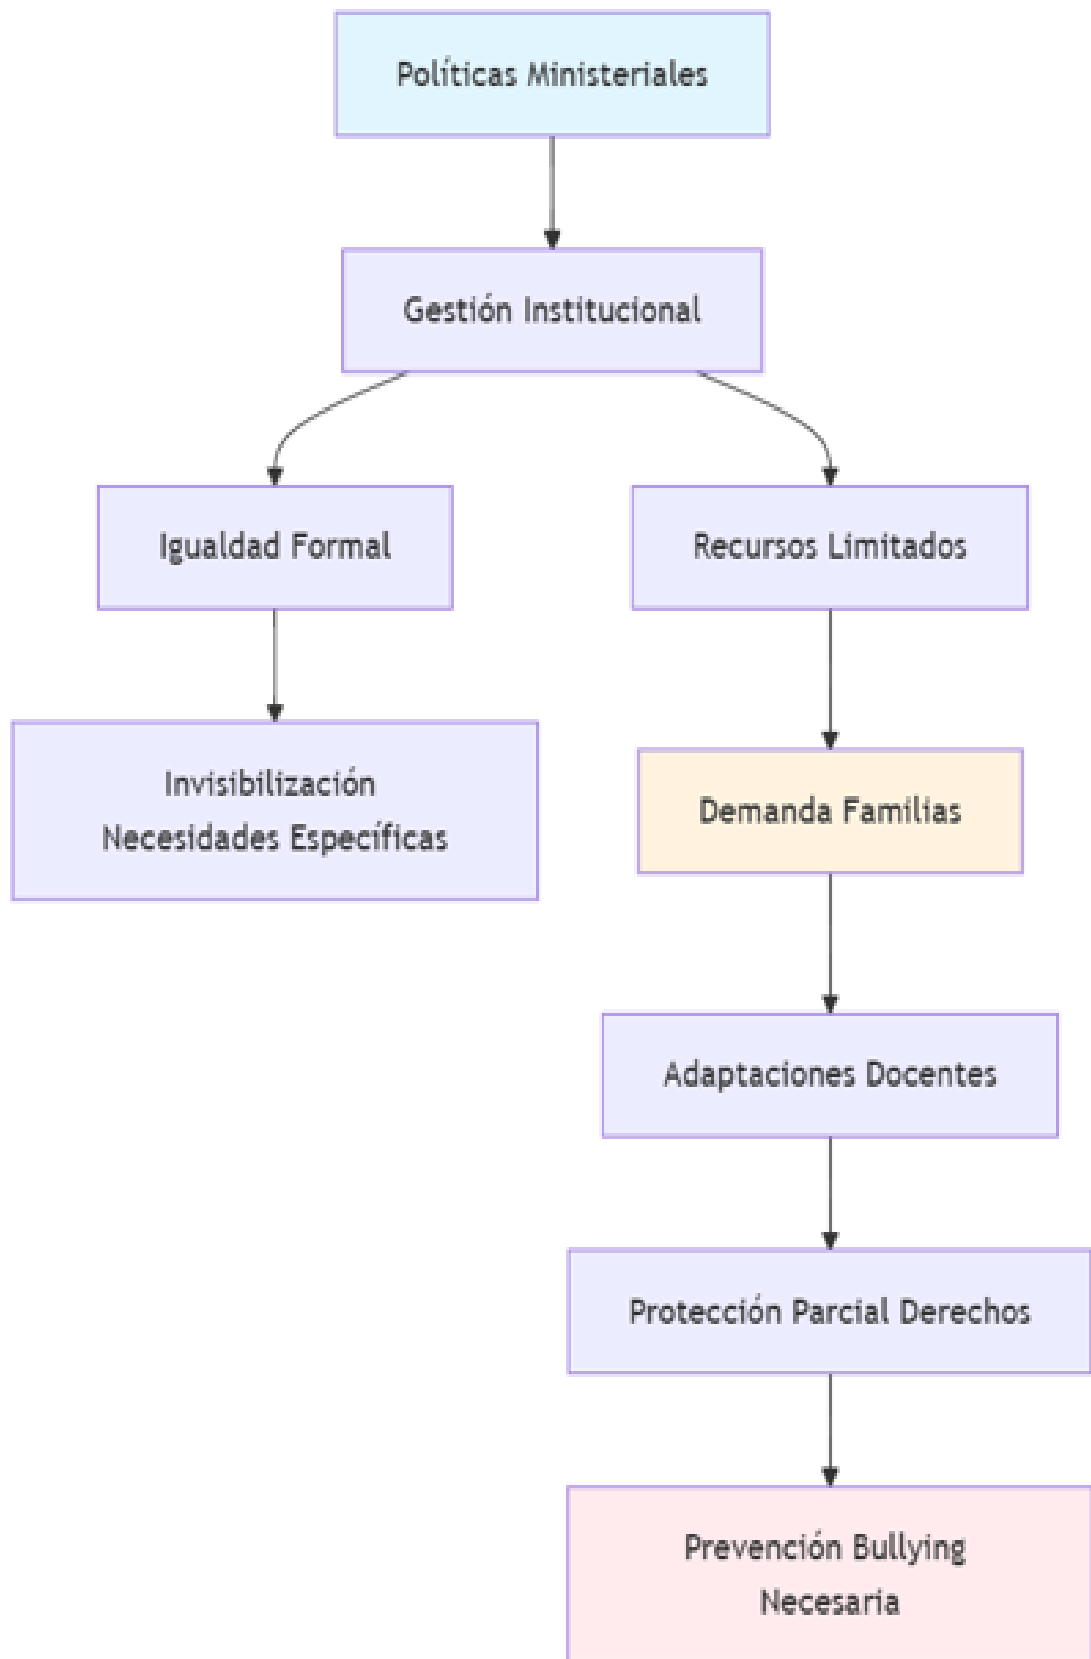 Políticas Ministeriales
Gestión Institucional
Igualdad Formal
Recursos Limitados
Invisibilización
Necesidades Específicas
Demanda Familias
Adaptaciones Docentes
Protección Parcial Derechos
Prevención Bullying
Necesaria